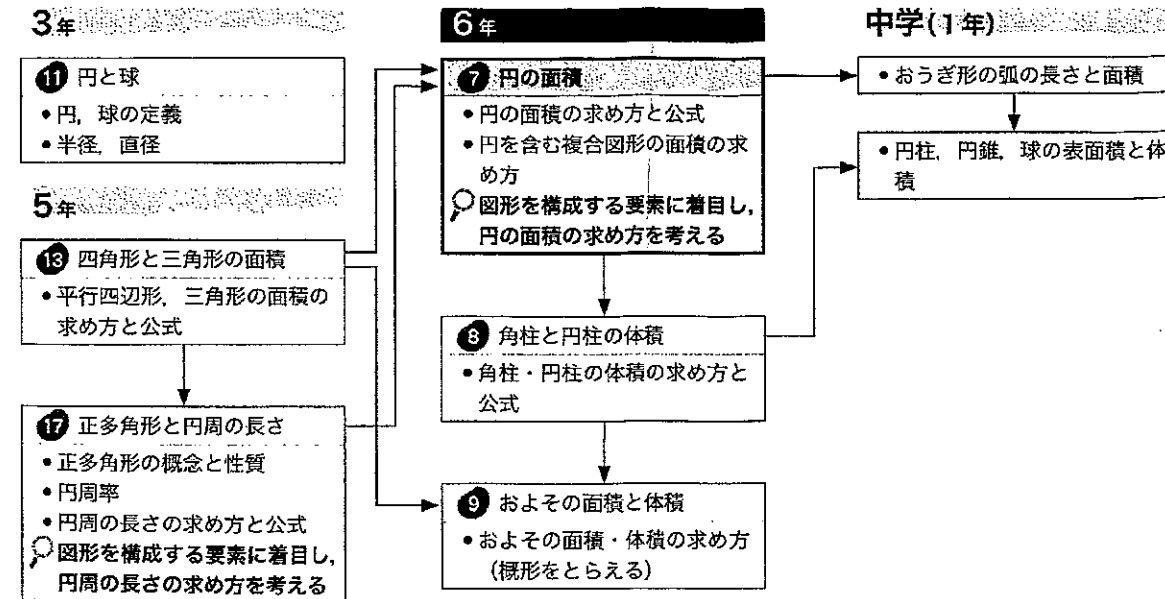 3年
⓫ 円と球
•円，球の定義
•半径，直径
5年
⓭ 四角形と三角形の面積
•平行四辺形，三角形の面積の
求め方と公式
⓱ 正多角形と円周の長さ
•正多角形の概念と性質
•円周率
•円周の長さの求め方と公式
図形を構成する要素に着目し，
円周の長さの求め方を考える
6年
❼ 円の面積
•円の面積の求め方と公式
•円を含む複合図形の面積の求
め方
図形を構成する要素に着目し，
円の面積の求め方を考える
❽ 角柱と円柱の体積
•角柱・円柱の体積の求め方と
公式
❾ およその面積と体積
•およその面積・体積の求め方
（概形をとらえる）
中学(1年)
•おうぎ形の弧の長さと面積
•円柱，円錐，球の表面積と体
積